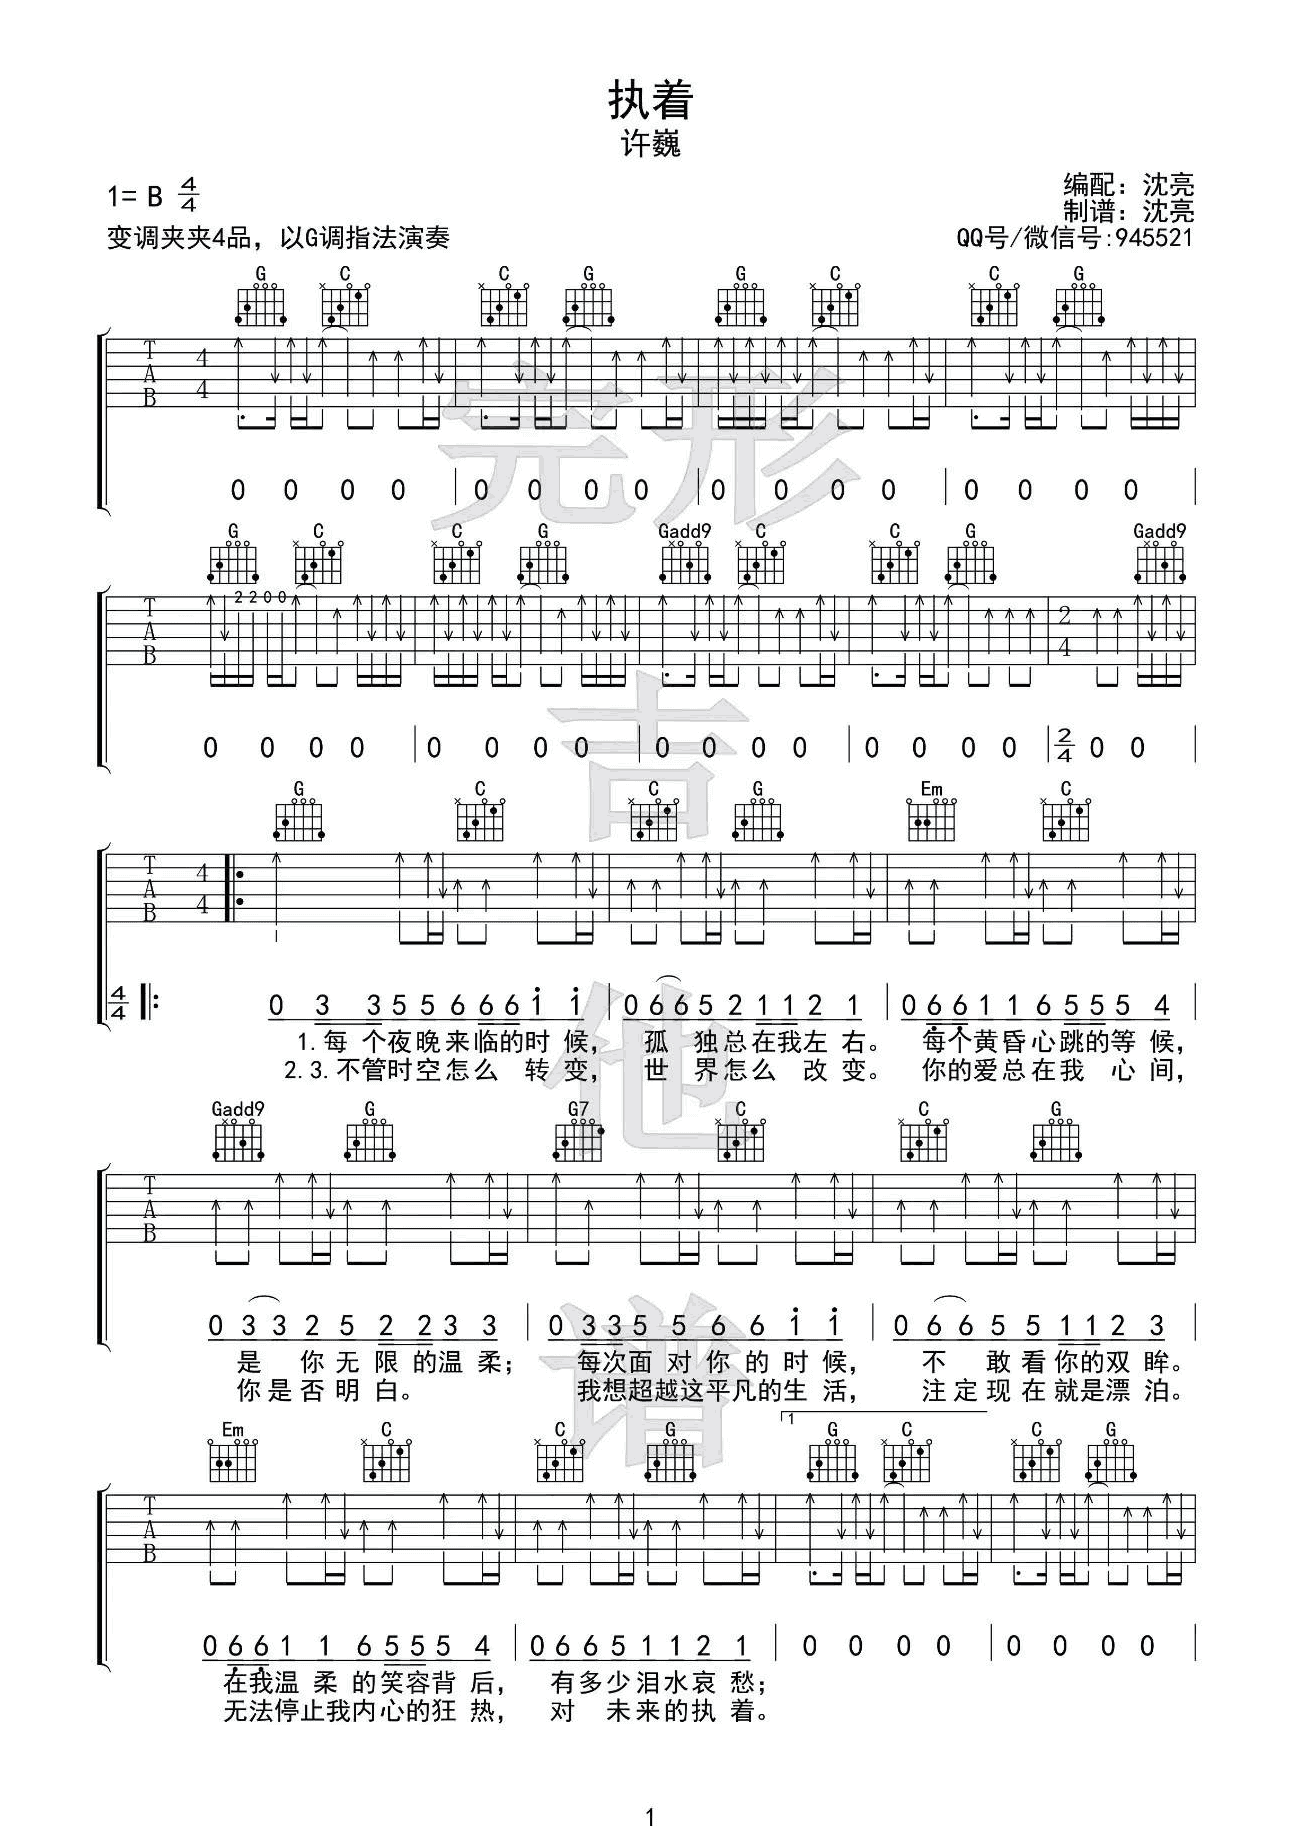 执着
许巍
1= B 4/4
编配：沈亮
制谱：沈亮
变调夹夹4品，以G调指法演奏
QQ号/微信号:945521
G C C G G C C G
T A B 4 4
0 0 0 0 0 0 0 0 0 0 0 0 0 0 0 0
G C C G Gadd9 C C G Gadd9
T A B 2 2 0 0 2 4
0 0 0 0 0 0 0 0 0 0 0 0 0 0 0 0 2/4 0 0
G C C G Em C
T A B 4 4
4/4 0 3 3 5 5 6 6 6 1 1 0 6 6 5 2 1 1 2 1 0 6 6 1 1 6 5 5 5 4
1.每 个夜晚来临的时 候， 孤 独总在我左 右。 每个黄昏心跳的等 候，
2.3.不管时空怎么 转 变， 世 界怎么 改 变。 你的爱总在我 心 间，
Gadd9 G G7 C C G
T A B
0 3 3 2 5 2 2 3 3 0 3 3 5 5 6 6 1 1 0 6 6 5 5 1 1 2 3
是 你 无 限 的 温 柔； 每次面 对 你 的 时 候， 不 敢看你的双 眸。
你 是 否 明 白。 我想超越这平凡的生 活， 注定现在就是漂 泊。
1
Em C C G G C C G
T A B
0 6 6 1 1 6 5 5 5 4 0 6 6 5 1 1 2 1 0 0 0 0 0 0 0 0
在我温 柔 的笑容背 后， 有多少泪水哀 愁；
无法停止我内心的狂 热， 对 未来的执 着。
完形吉他谱
1